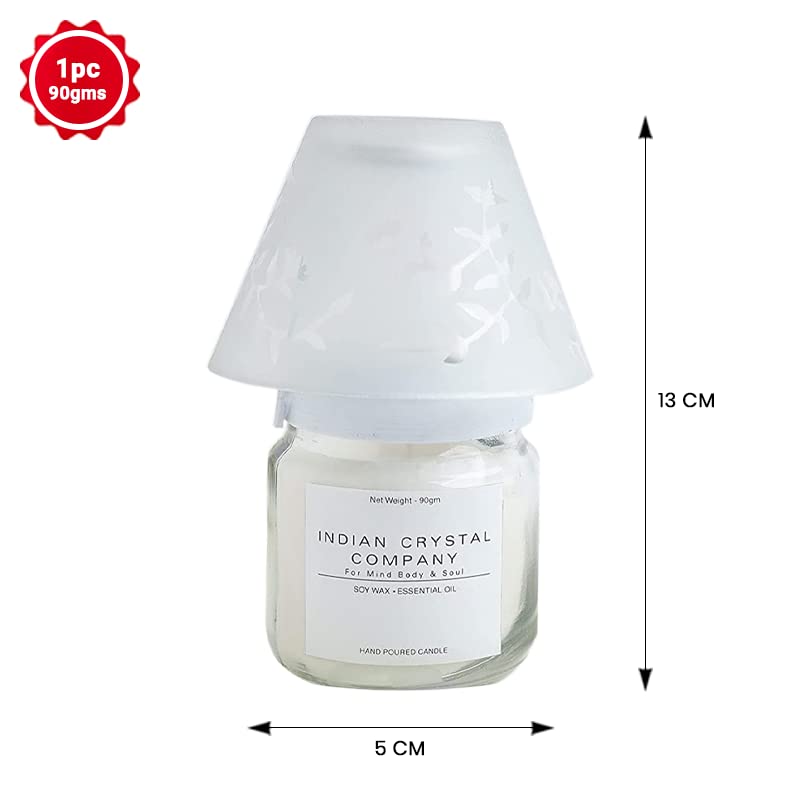 1pc
90gms
Net Weight - 90gm
INDIAN CRYSTAL
COMPANY
For Mind Body & Soul
SOY WAX • ESSENTIAL OIL
HAND POURED CANDLE
13 CM
5 CM